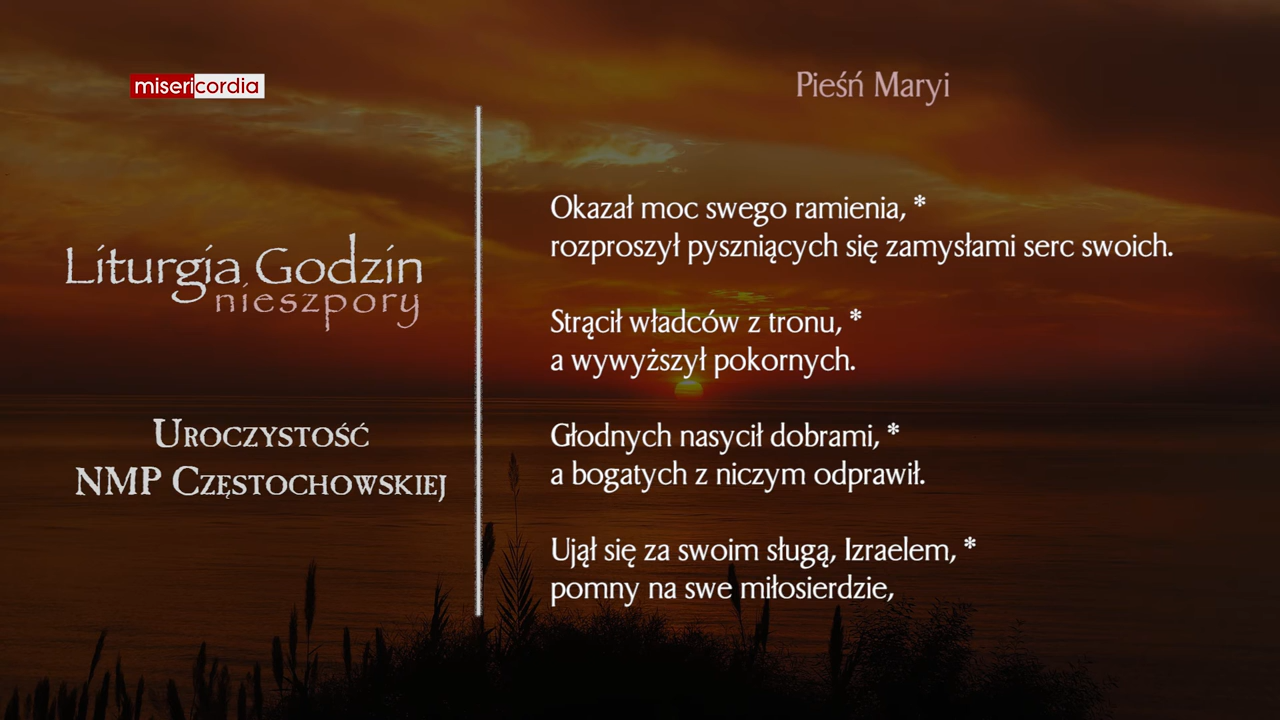 misericordia
Liturgia Godzin
nieszpory
Uroczystość
NMP Częstochowskiej
Pieśń Maryi
Okazał moc swego ramienia, *
rozproszył pyszniących się zamysłami serc swoich.
Strącił władców z tronu, *
a wywyższył pokornych.
Głodnych nasycił dobrami, *
a bogatych z niczym odprawił.
Ujął się za swoim sługą, Izraelem, *
pomny na swe miłosierdzie,